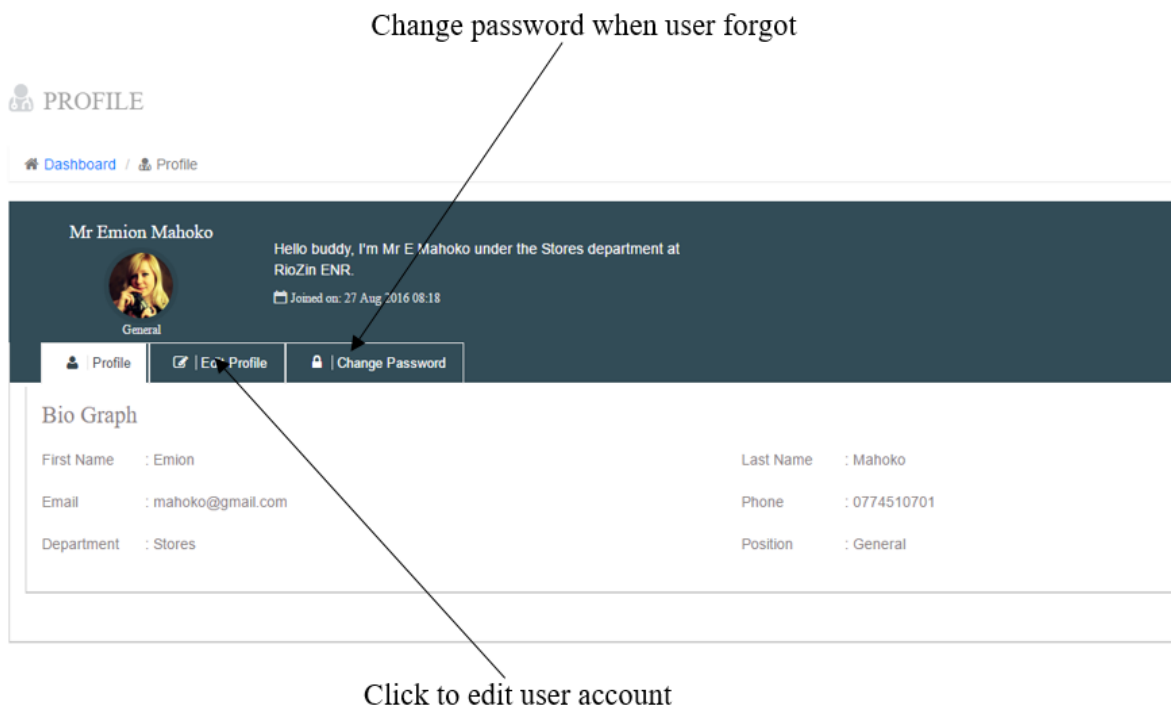 Change password when user forgot
PROFILE
Dashboard / Profile
Mr Emion Mahoko
Hello buddy, I'm Mr E Mahoko under the Stores department at
RioZin ENR.
Joined on: 27 Aug 2016 08:18
General
| Profile
| Edit Profile
| Change Password
Bio Graph
First Name : Emion
Last Name : Mahoko
Email : mahoko@gmail.com
Phone : 0774510701
Department : Stores
Position : General
Click to edit user account